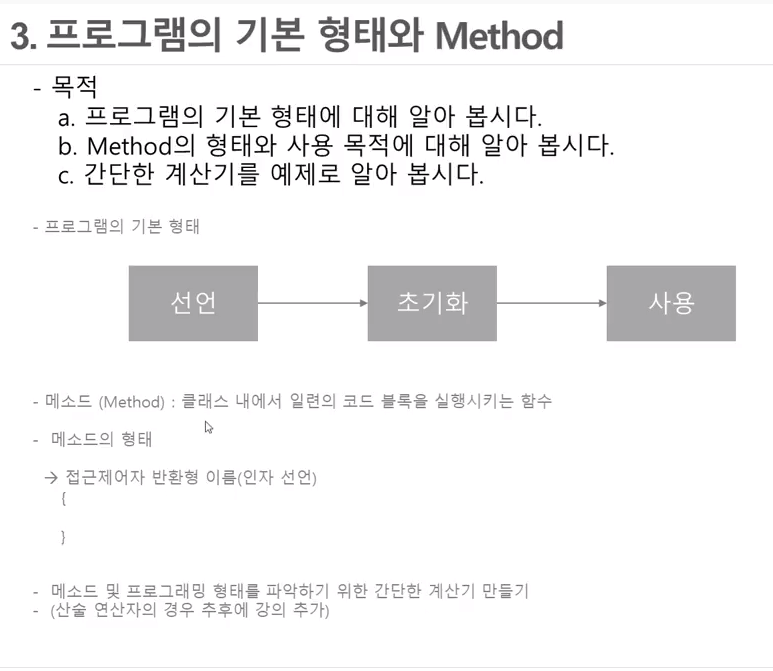 3. 프로그램의 기본 형태와 Method
- 목적
a. 프로그램의 기본 형태에 대해 알아 봅시다.
b. Method의 형태와 사용 목적에 대해 알아 봅시다.
c. 간단한 계산기를 예제로 알아 봅시다.
- 프로그램의 기본 형태
선언 초기화 사용
- 메소드 (Method) : 클래스 내에서 일련의 코드 블록을 실행시키는 함수
- 메소드의 형태
→ 접근제어자 반환형 이름(인자 선언)
{
}
- 메소드 및 프로그래밍 형태를 파악하기 위한 간단한 계산기 만들기
- (산술 연산자의 경우 추후에 강의 추가)